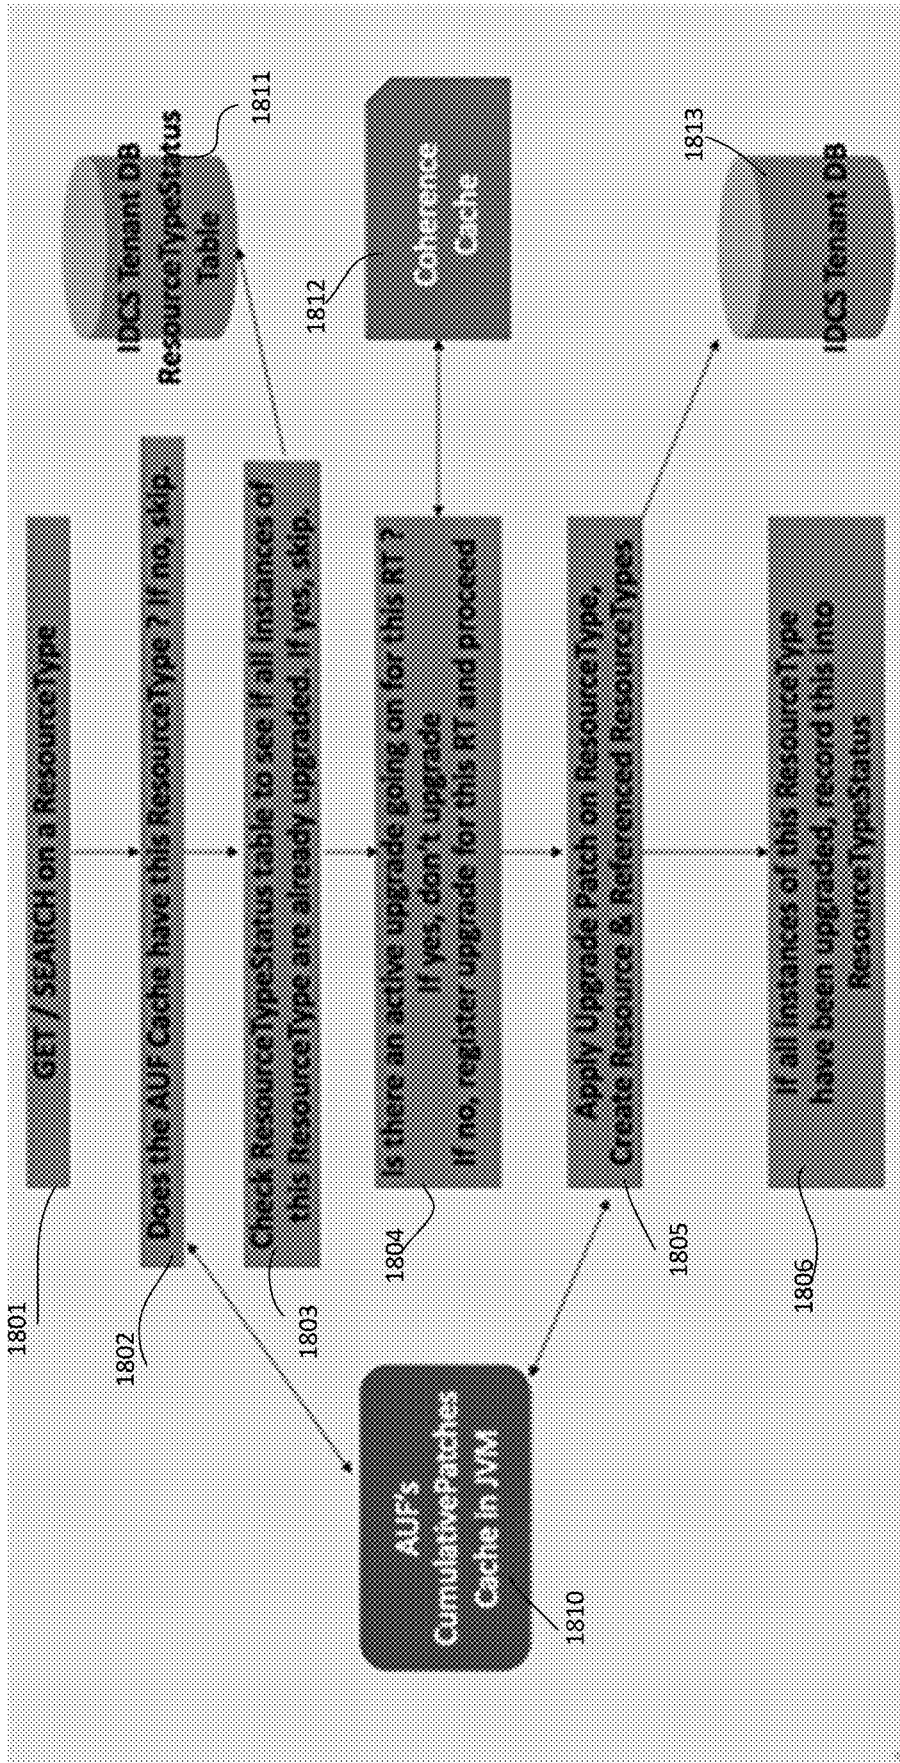 1801
GET / SEARCH on a ResourceType
1802
Does the AUF Cache have this ResourceType ? If no, skip.
1803
Check ResourceTypeStatus table to see if all instances of
this ResourceType are already upgraded. If yes, skip.
IDCS Tenant DB
ResourceTypeStatus
Table
1811
1804
Is there an active upgrade going on for this RT ?
If yes, don't upgrade
If no, register upgrade for this RT and proceed
1812
Coherence
Cache
AUF's
CumulativePatches
Cache in JVM
1810
1805
Apply Upgrade Patch on ResourceType,
Create Resource & Referenced ResourceTypes
1813
IDCS Tenant DB
1806
If all instances of this ResourceType
have been upgraded, record this into
ResourceTypeStatus